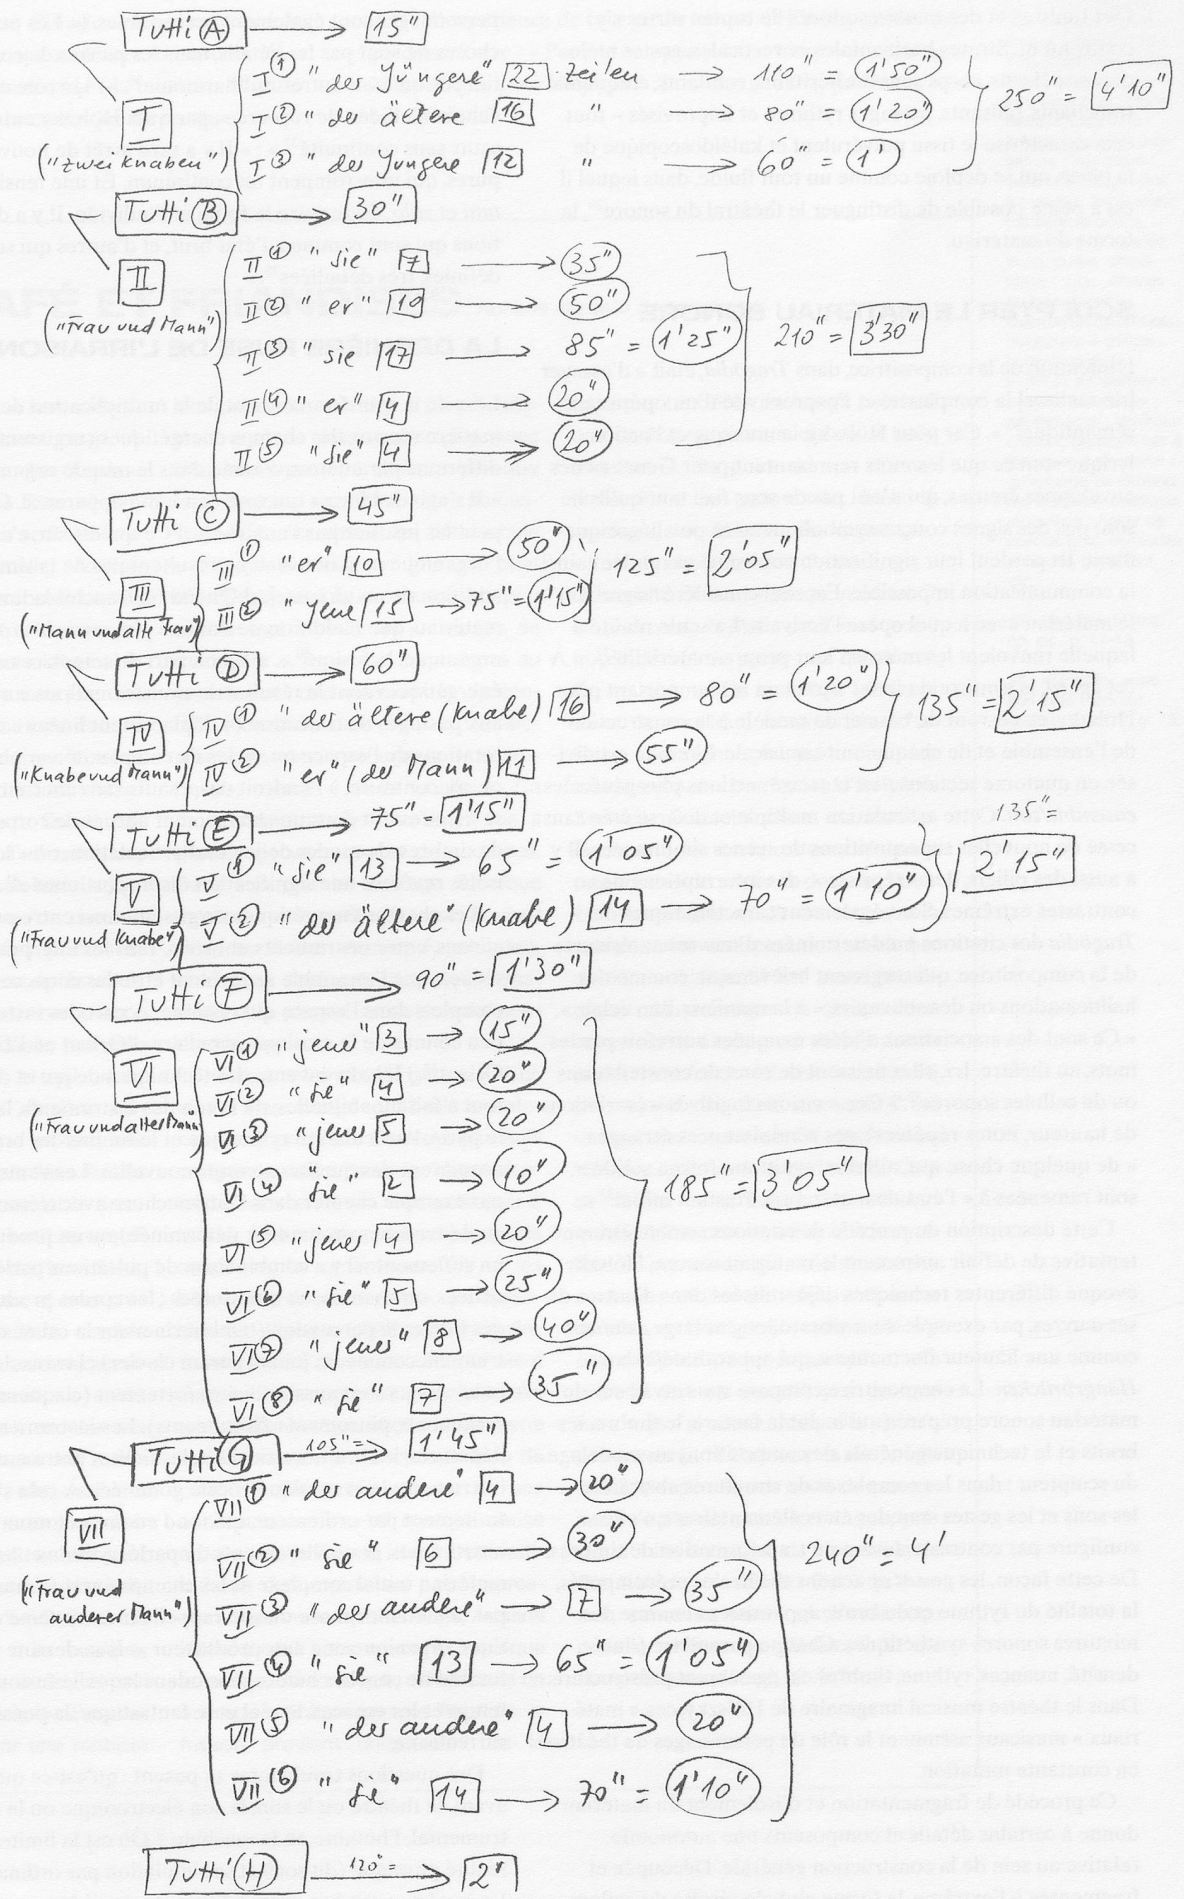 Tutti (A) → 15"
I (1) " der Jüngere" 22 Zeilen → 110" = 1'50"
I
I (2) " der ältere 16 " → 80" 1'20" 250" = 4'10"
("zwei Knaben")
I (3) " der Jüngere 12 " → 60" = 1'
Tutti (B) → 30"
II (1) "sie" 7 → 35"
II
II (2) "er" 10 → 50"
("Frau und Mann")
II (3) "sie" 17 → 85" = 1'25" 210" = 3'30"
II (4) "er" 4 → 20"
II (5) "sie" 4 → 20"
Tutti (C) → 45"
III (1) "er" 10 → 50" 125" = 2'05"
III
III (2) " Jene 15 → 75" = 1'15"
("Mann und alte Frau")
Tutti (D) → 60"
IV (1) " der ältere (Knabe) 16 → 80" 1'20" 135" = 2'15"
IV
IV (2) "er" (der Mann) 11 → 55"
("Knabe und Mann")
Tutti (E) → 75" = 1'15"
V (1) "sie" 13 → 65" = 1'05" 135" 2'15"
V
V (2) " der ältere" (Knabe) 14 → 70" = 1'10"
("Frau und Knabe")
Tutti (F) → 90" = 1'30"
VI (1) "jener" 3 → 15"
VI
VI (2) "sie" 4 → 20"
("Frau und alter Mann")
VI (3) "jener 5 → 20"
VI (4) "sie" 2 → 10" 185" = 3'05"
VI (5) "jener 4 → 20"
VI (6) "sie" 5 → 25"
VI (7) "jener" 8 → 40"
VI (8) "sie" 7 → 35"
Tutti (G) 105" = → 1'45"
VII (1) "der andere" 4 → 20"
VII
VII (2) " sie" 6 → 30" 240" = 4'
("Frau und
anderer Mann")
VII (3) "der andere" → 7 → 35"
VII (4) "sie" 13 → 65" = 1'05"
VII (5) " der andere" 4 → 20"
VII (6) "sie" 14 → 70" = 1'10"
Tutti (H) 120" = → 2"